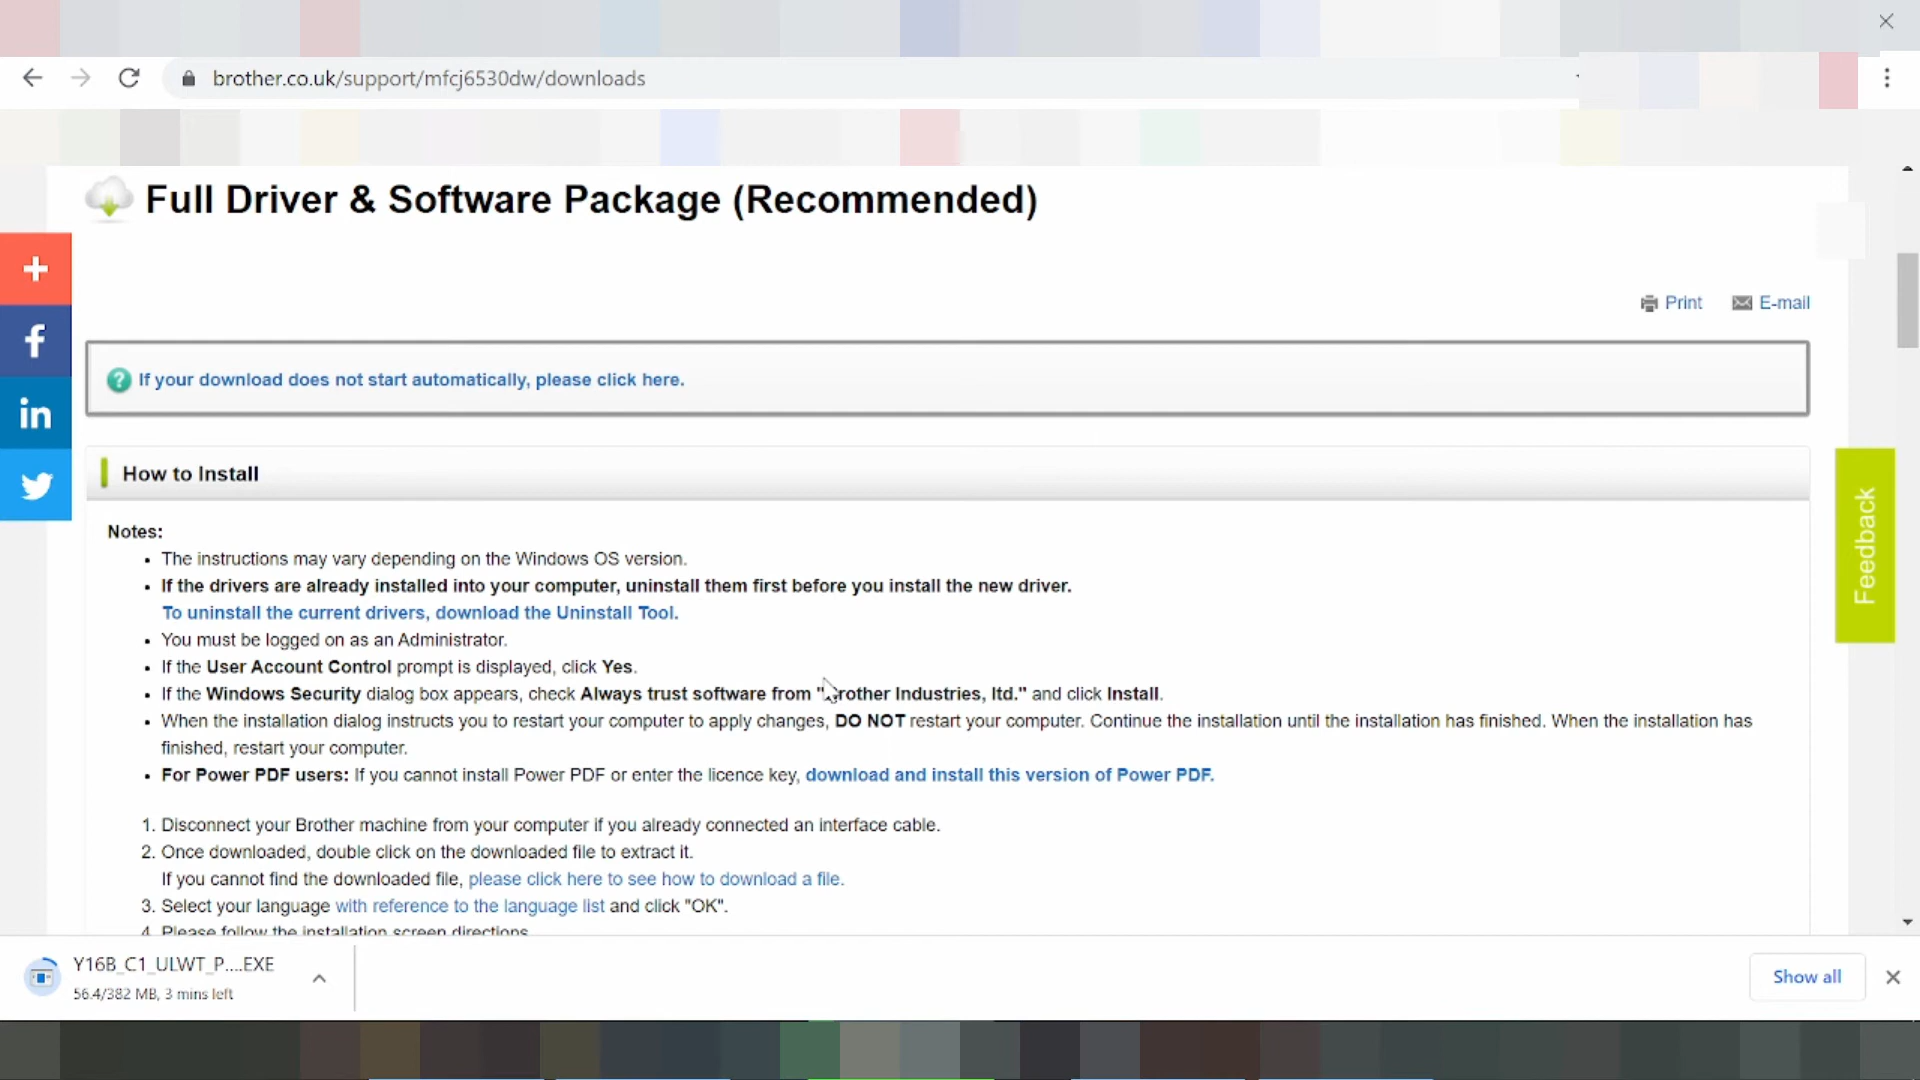 brother.co.uk/support/mfcj6530dw/downloads
Full Driver & Software Package (Recommended)
Print E-mail
If your download does not start automatically, please click here.
How to Install
Notes:
• The instructions may vary depending on the Windows OS version.
• If the drivers are already installed into your computer, uninstall them first before you install the new driver.
To uninstall the current drivers, download the Uninstall Tool.
• You must be logged on as an Administrator.
• If the User Account Control prompt is displayed, click Yes.
• If the Windows Security dialog box appears, check Always trust software from "Brother Industries, ltd." and click Install.
• When the installation dialog instructs you to restart your computer to apply changes, DO NOT restart your computer. Continue the installation until the installation has finished. When the installation has
finished, restart your computer.
• For Power PDF users: If you cannot install Power PDF or enter the licence key, download and install this version of Power PDF.
1. Disconnect your Brother machine from your computer if you already connected an interface cable.
2. Once downloaded, double click on the downloaded file to extract it.
If you cannot find the downloaded file, please click here to see how to download a file.
3. Select your language with reference to the language list and click "OK".
4. Please follow the installation screen directions.
Feedback
Y16B_C1_ULWT_P....EXE
56.4/382 MB, 3 mins left
Show all